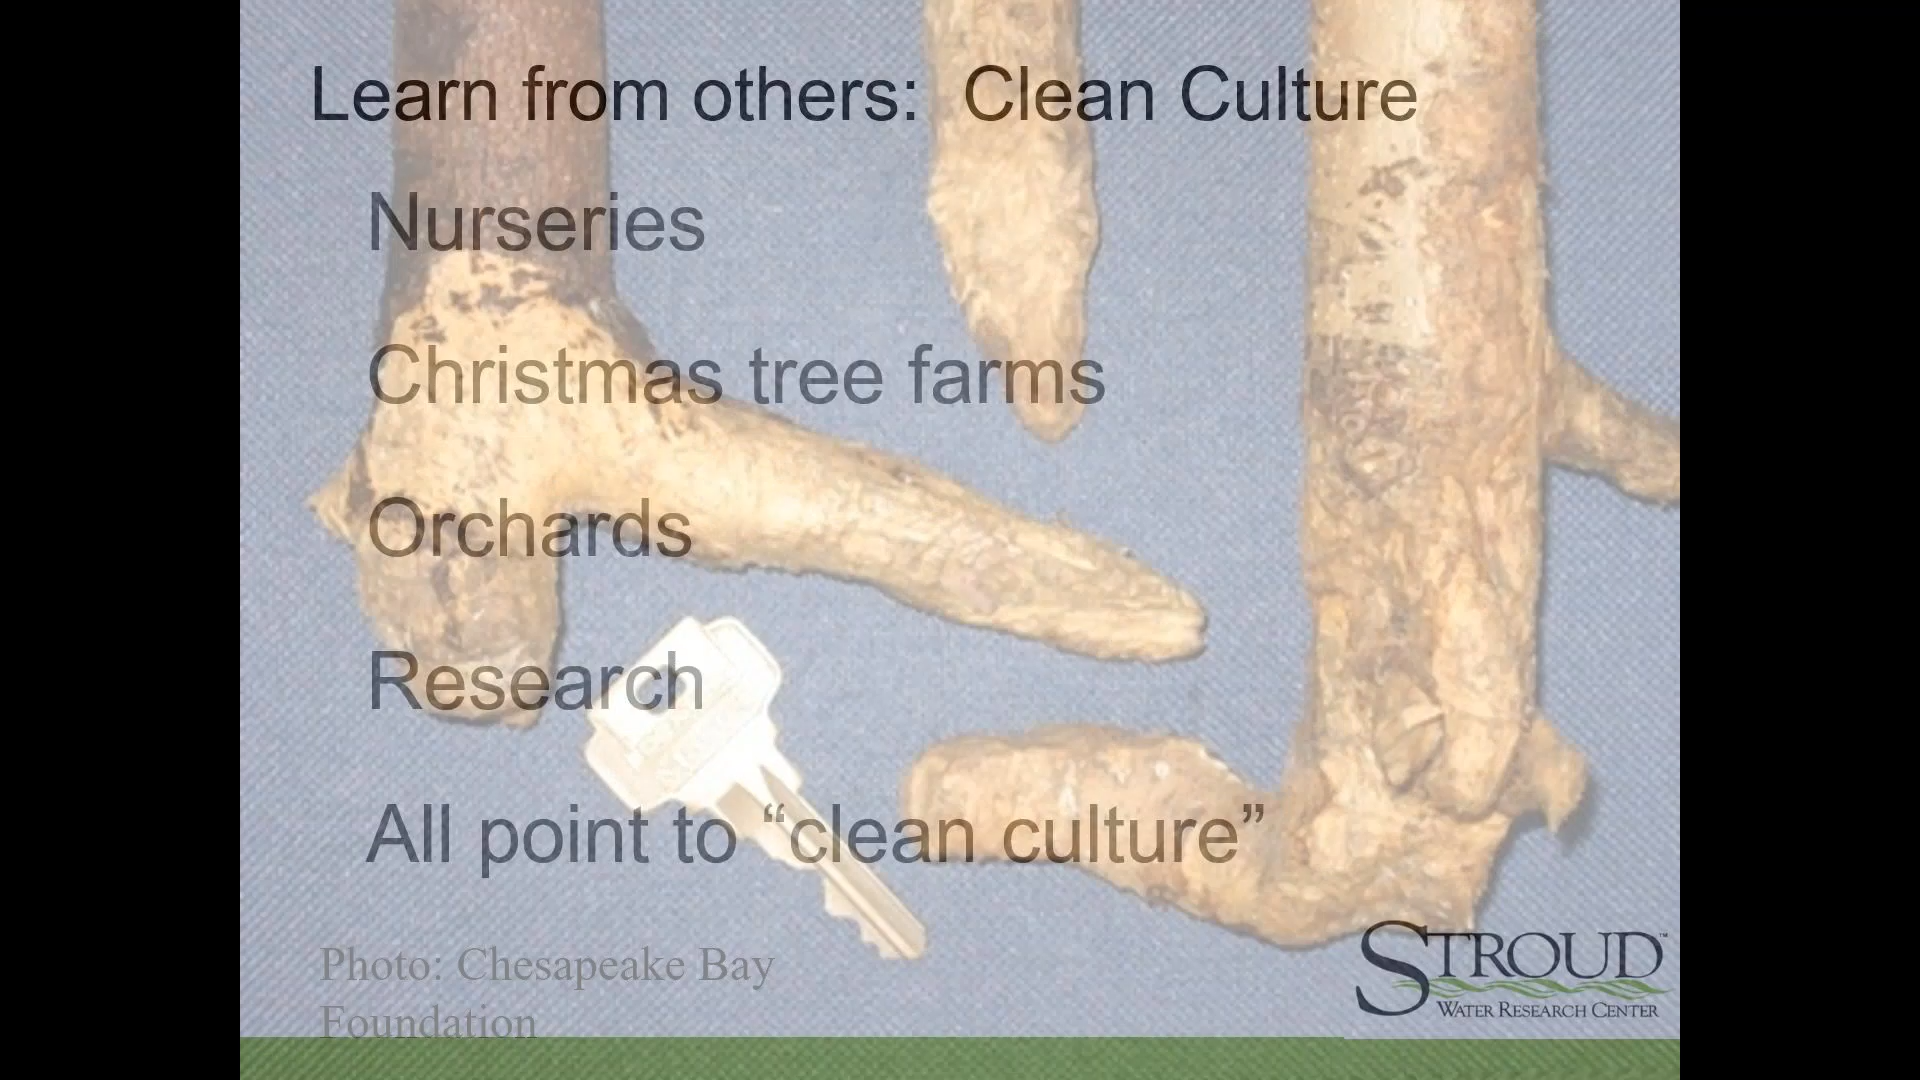 Learn from others: Clean Culture
Nurseries
Christmas tree farms
Orchards
Research
All point to “clean culture”
Photo: Chesapeake Bay
Foundation
STROUD™
WATER RESEARCH CENTER